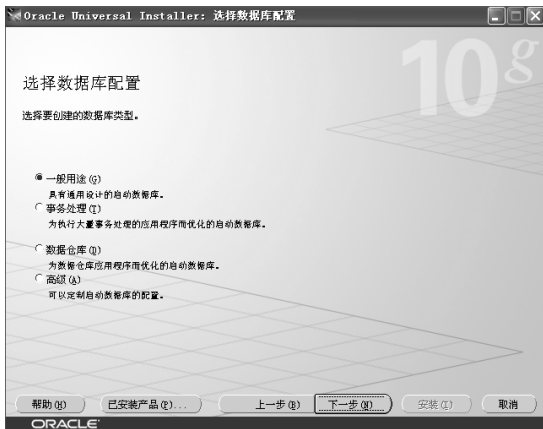 Oracle Universal Installer: 选择数据库配置
10g
选择数据库配置
选择要创建的数据库类型。
一般用途(G)
具有通用设计的启动数据库。
事务处理(T)
为执行大量事务处理的应用程序而优化的启动数据库。
数据仓库(D)
为数据仓库应用程序而优化的启动数据库。
高级(A)
可以定制启动数据库的配置。
帮助(H) 已安装产品(P)... 上一步(B) 下一步(N) 安装(I) 取消
ORACLE